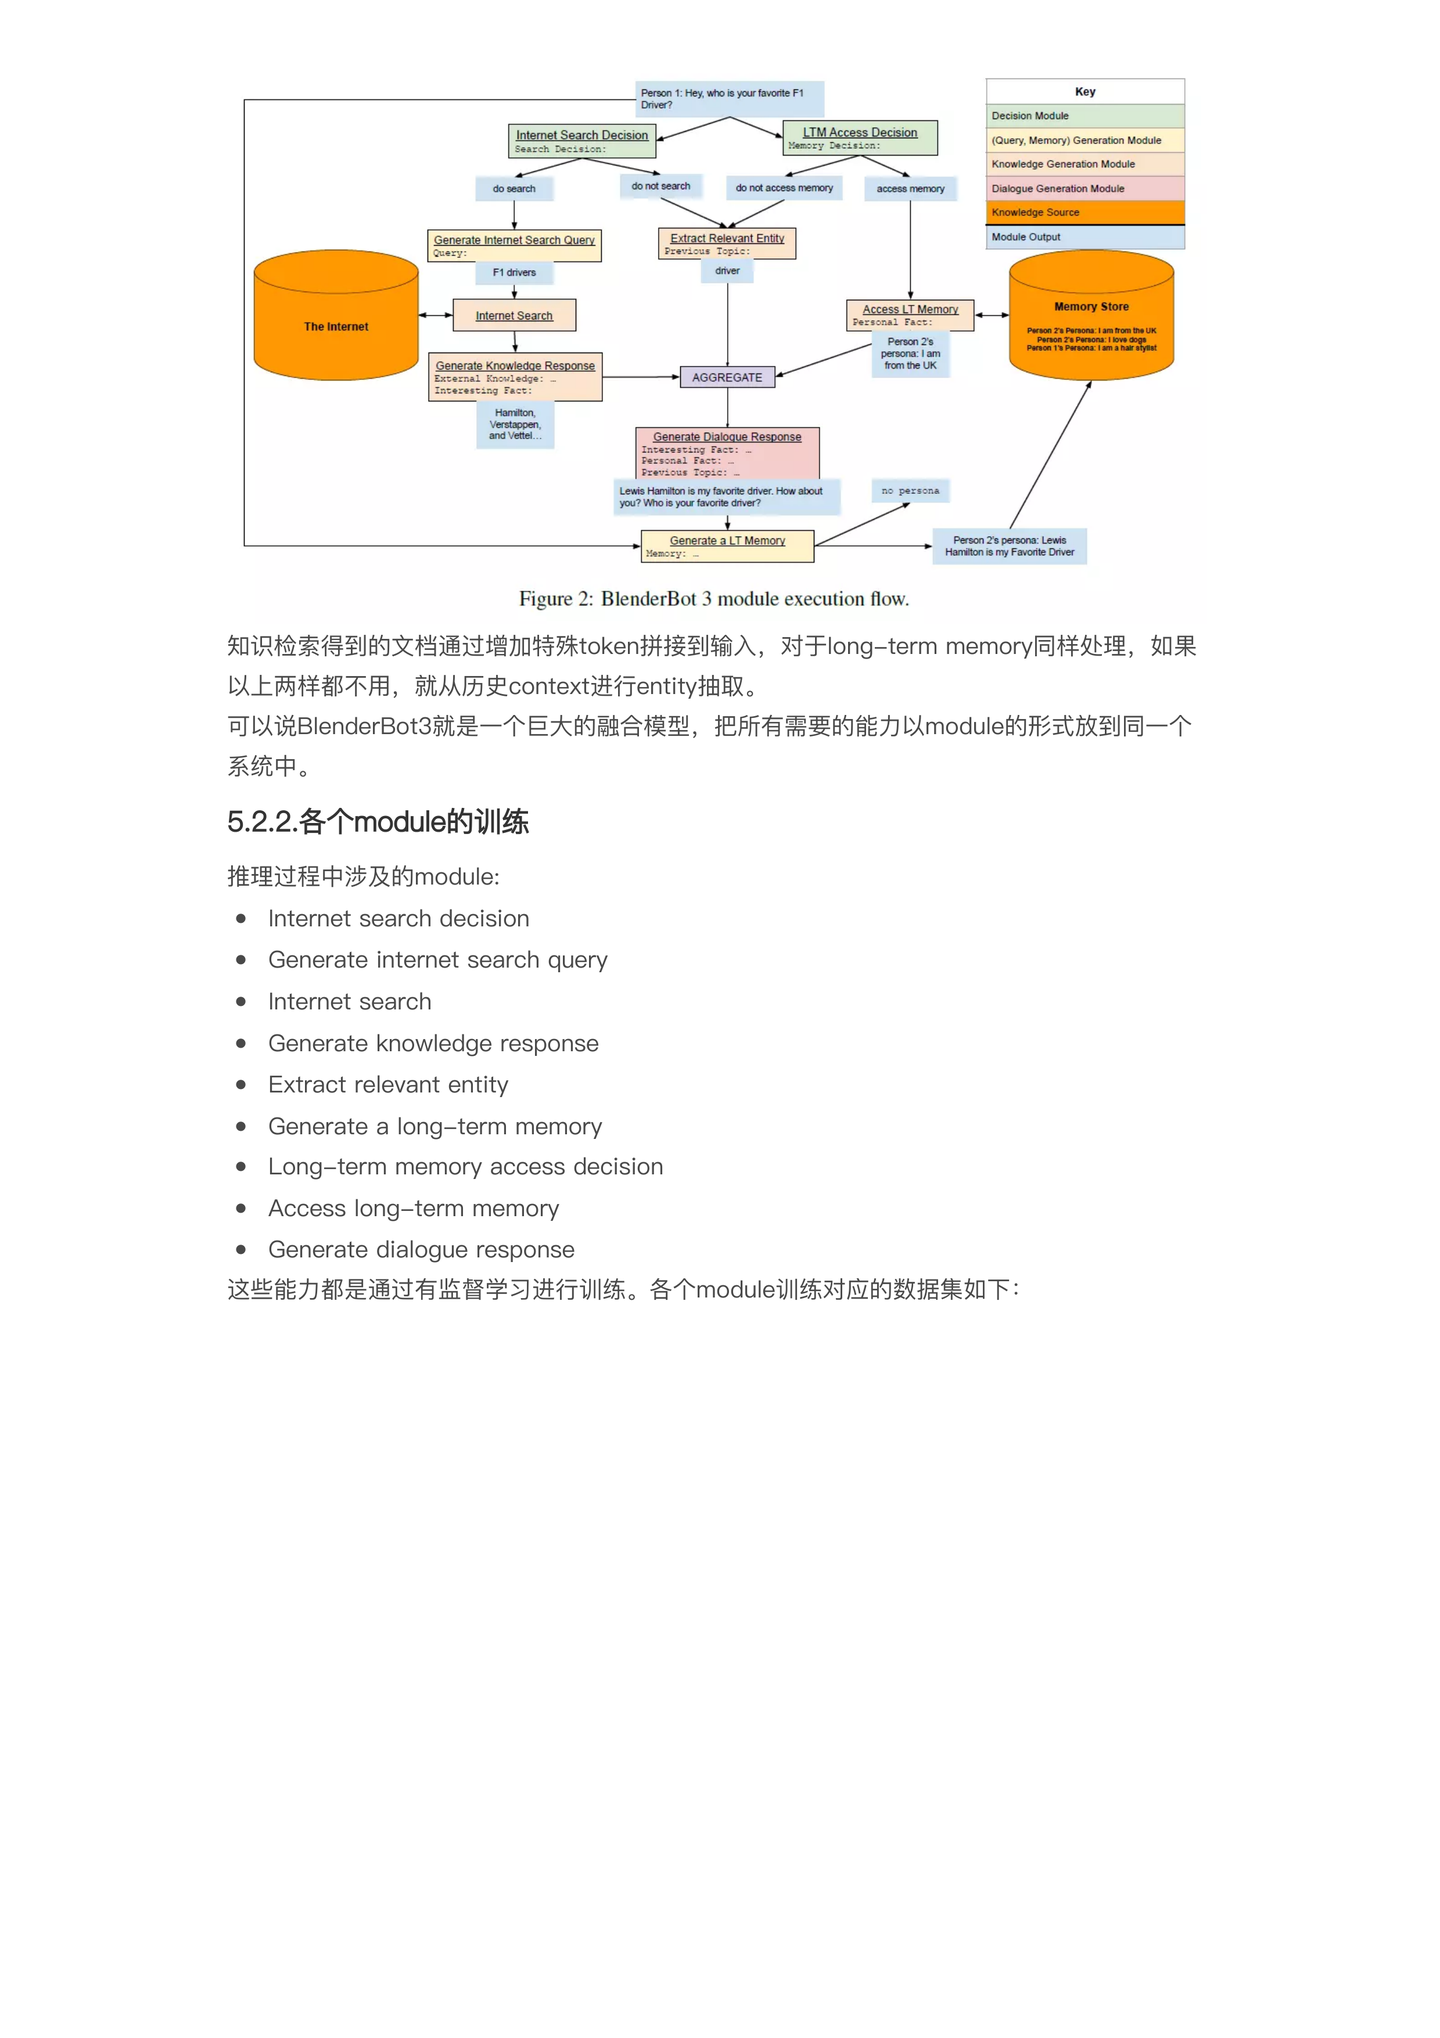 Person 1: Hey, who is your favorite F1
Driver?
Key
Decision Module
(Query, Memory) Generation Module
Knowledge Generation Module
Dialogue Generation Module
Knowledge Source
Module Output
Internet Search Decision
Search Decision:
LTM Access Decision
Memory Decision:
do search
do not search
do not access memory
access memory
Generate Internet Search Query
Query:
F1 drivers
Extract Relevant Entity
Previous Topic:
driver
The Internet
Internet Search
Access LT Memory
Personal Fact:
Person 2's
persona: I am
from the UK
Memory Store
Person 2's Persona: I am from the UK
Person 2's Persona: I love dogs
Person 1's Persona: I am a hair stylist
Generate Knowledge Response
External Knowledge: …
Interesting Fact:
Hamilton,
Verstappen,
and Vettel…
AGGREGATE
Generate Dialogue Response
Interesting Fact: …
Personal Fact: …
Previous Topic: …
Lewis Hamilton is my favorite driver. How about
you? Who is your favorite driver?
no persona
Generate a LT Memory
Memory: …
Person 2's persona: Lewis
Hamilton is my Favorite Driver
Figure 2: BlenderBot 3 module execution flow.
知识检索得到的文档通过增加特殊token拼接到输入，对于long-term memory同样处理，如果
以上两样都不用，就从历史context进行entity抽取。
可以说BlenderBot3就是一个巨大的融合模型，把所有需要的能力以module的形式放到同一个
系统中。
5.2.2.各个module的训练
推理过程中涉及的module:
● Internet search decision
● Generate internet search query
● Internet search
● Generate knowledge response
● Extract relevant entity
● Generate a long-term memory
● Long-term memory access decision
● Access long-term memory
● Generate dialogue response
这些能力都是通过有监督学习进行训练。各个module训练对应的数据集如下：